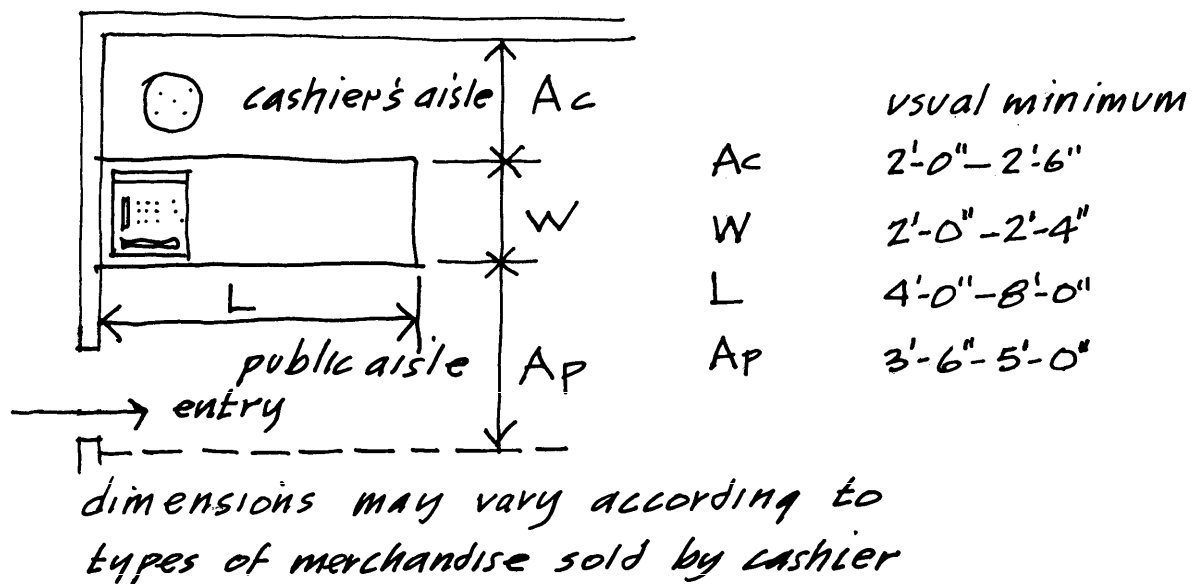 cashier's aisle Ac
usual minimum
Ac 2'-0"-2'-6"
W
W 2'-0"-2'-4"
L
L 4'-0"-8'-0"
public aisle Ap
Ap 3'-6"-5'-0"
entry
dimensions may vary according to
types of merchandise sold by cashier